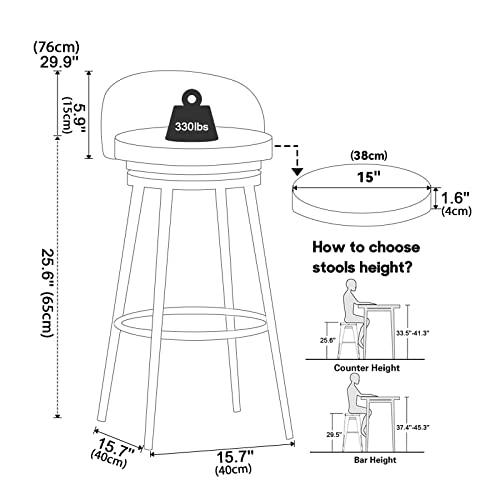 (76cm)
29.9"
5.9"
(15cm)
330lbs
(38cm)
15"
1.6"
(4cm)
25.6" (65cm)
How to choose
stools height?
25.6"
33.5"-41.3"
Counter Height
29.5"
37.4"-45.3"
Bar Height
15.7"
(40cm)
15.7"
(40cm)